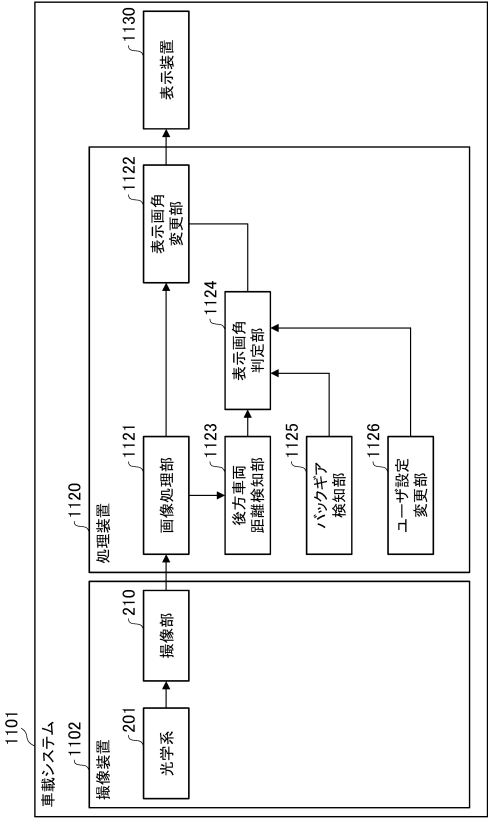 1101
車載システム
1102
撮像装置
201
光学系
210
撮像部
1120
処理装置
1121
画像処理部
1122
表示画角
変更部
1123
後方車両
距離検知部
1124
表示画角
判定部
1125
バックギア
検知部
1126
ユーザ設定
変更部
1130
表示装置